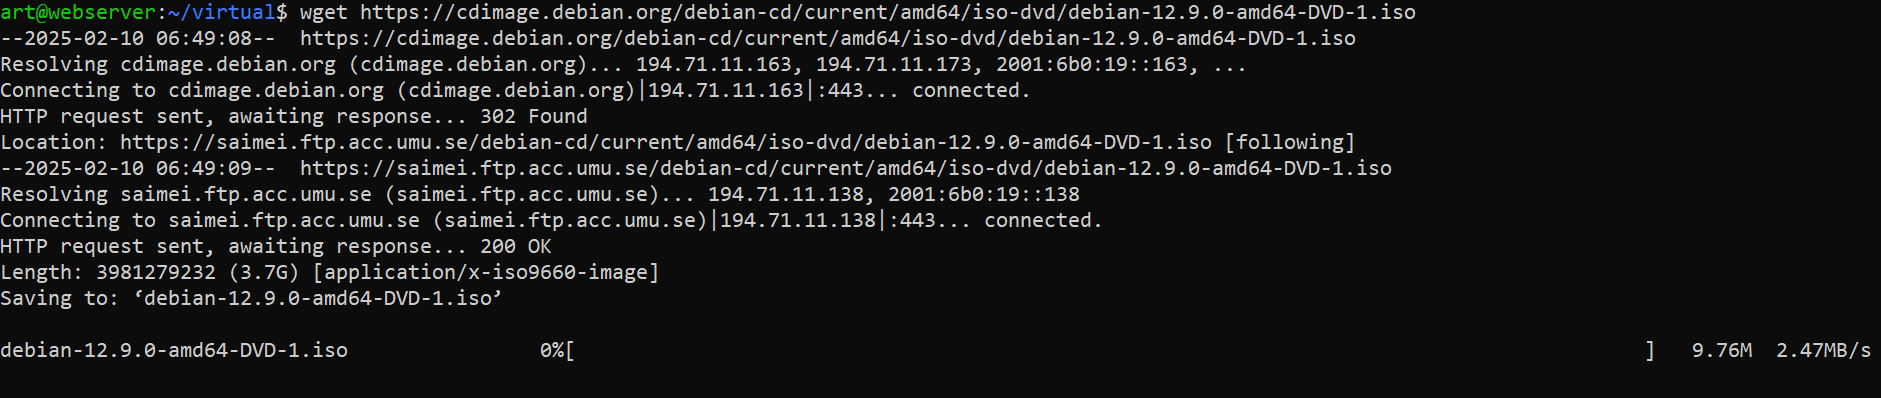 art@webserver:~/virtual$ wget https://cdimage.debian.org/debian-cd/current/amd64/iso-dvd/debian-12.9.0-amd64-DVD-1.iso
--2025-02-10 06:49:08--  https://cdimage.debian.org/debian-cd/current/amd64/iso-dvd/debian-12.9.0-amd64-DVD-1.iso
Resolving cdimage.debian.org (cdimage.debian.org)... 194.71.11.163, 194.71.11.173, 2001:6b0:19::163, ...
Connecting to cdimage.debian.org (cdimage.debian.org)|194.71.11.163|:443... connected.
HTTP request sent, awaiting response... 302 Found
Location: https://saimei.ftp.acc.umu.se/debian-cd/current/amd64/iso-dvd/debian-12.9.0-amd64-DVD-1.iso [following]
--2025-02-10 06:49:09--  https://saimei.ftp.acc.umu.se/debian-cd/current/amd64/iso-dvd/debian-12.9.0-amd64-DVD-1.iso
Resolving saimei.ftp.acc.umu.se (saimei.ftp.acc.umu.se)... 194.71.11.138, 2001:6b0:19::138
Connecting to saimei.ftp.acc.umu.se (saimei.ftp.acc.umu.se)|194.71.11.138|:443... connected.
HTTP request sent, awaiting response... 200 OK
Length: 3981279232 (3.7G) [application/x-iso9660-image]
Saving to: ‘debian-12.9.0-amd64-DVD-1.iso’
debian-12.9.0-amd64-DVD-1.iso                0%[                                                                                         ]   9.76M  2.47MB/s